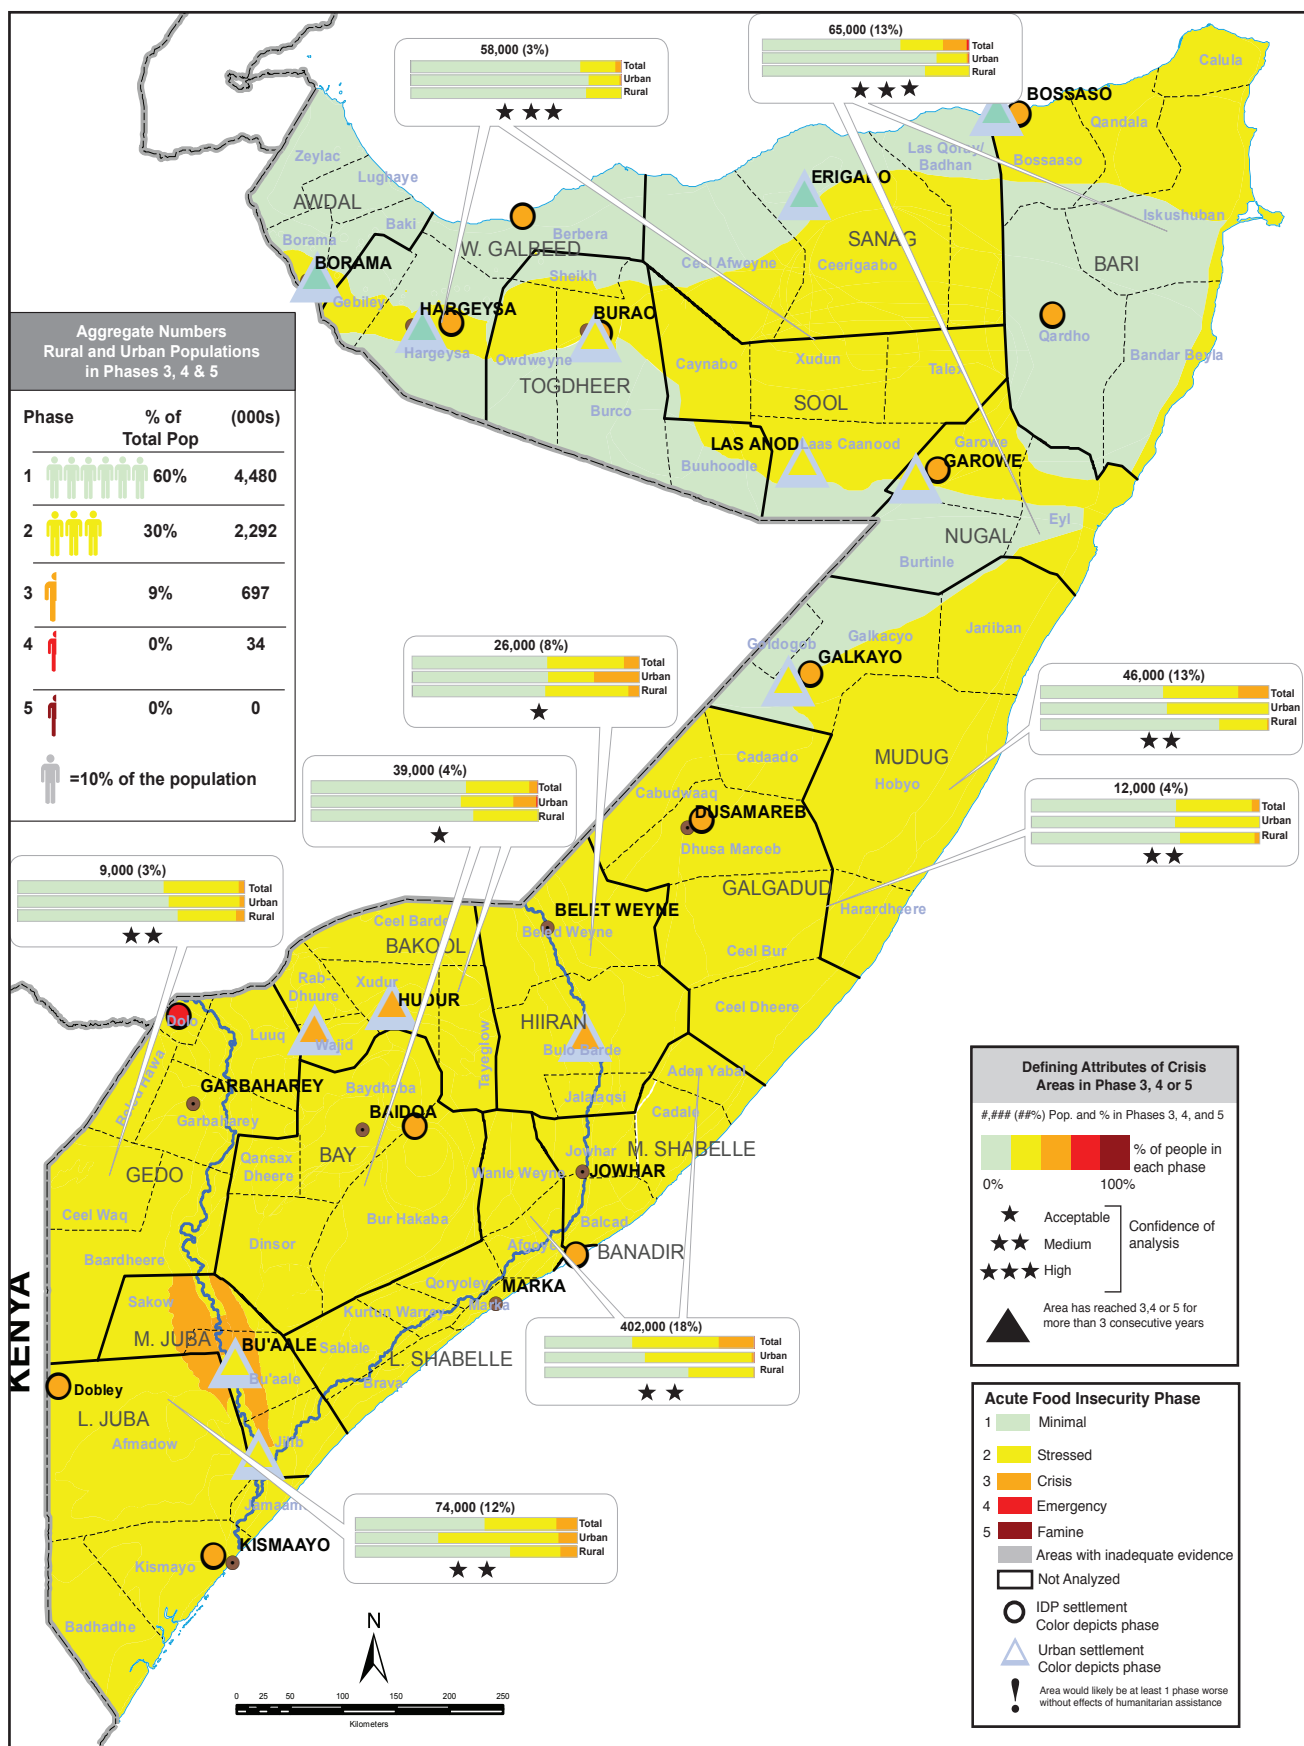 58,000 (3%)
Total
Urban
Rural
65,000 (13%)
Total
Urban
Rural
Calula
BOSSASO
Qandala
Las Qoray/
Badhan
Bossaaso
Zeylac
Lughaye
ERIGABO
AWDAL
Iskushuban
Baki
Berbera
SANAG
Borama
W. GALBEED
BORAMA
Ceel Afweyne
Ceerigaabo
BARI
Sheikh
Gebiley
HARGEYSA
BURAO
Qardho
Hargeysa
Owdweyne
Caynabo
Xudun
Talex
Bandar Beyla
TOGDHEER
Burco
SOOL
LAS ANOD
Laas Caanood
Garowe
GAROWE
Buuhoodle
Eyl
NUGAL
Burtinle
Aggregate Numbers
Rural and Urban Populations
in Phases 3, 4 & 5
Phase % of (000s)
Total Pop
1 60% 4,480
2 30% 2,292
3 9% 697
4 0% 34
5 0% 0
=10% of the population
Jariiban
Galkacyo
Goldogob
GALKAYO
26,000 (8%)
Total
Urban
Rural
46,000 (13%)
Total
Urban
Rural
MUDUG
Cadaado
Hobyo
39,000 (4%)
Total
Urban
Rural
Cabudwaaq
12,000 (4%)
Total
Urban
Rural
DUSAMAREB
Dhusa Mareeb
9,000 (3%)
Total
Urban
Rural
GALGADUD
Harardheere
BELET WEYNE
Ceel Barde
Beled Weyne
BAKOOL
Ceel Bur
Rab-
Dhuure
Xudur
HUDUR
Ceel Dheere
Dolo
HIIRAN
Luuq
Wajid
Bulo Barde
Tayeglow
Aden Yabal
Beled Hawa
GARBAHAREY
Baydhaba
Jalalaqsi
Cadale
Garbaharey
BAIDOA
Jowhar
M. SHABELLE
GEDO
Qansax
Dheere
BAY
Wanle Weyne
JOWHAR
Ceel Waq
Bur Hakaba
Balcad
Dinsor
Afgoye
BANADIR
Baardheere
Qoryoley
MARKA
Marka
Sakow
Kurtun Warrey
M. JUBA
BU'AALE
Sablale
L. SHABELLE
Bu'aale
Brava
KENYA
Dobley
L. JUBA
Afmadow
Jilib
402,000 (18%)
Total
Urban
Rural
Jamaame
74,000 (12%)
Total
Urban
Rural
KISMAAYO
Kismayo
Badhadhe
N
0 25 50 100 150 200 250
Kilometers
Defining Attributes of Crisis
Areas in Phase 3, 4 or 5
#,### (##%) Pop. and % in Phases 3, 4, and 5
% of people in
each phase
0% 100%
Acceptable
Medium
High
Confidence of
analysis
Area has reached 3,4 or 5 for
more than 3 consecutive years
Acute Food Insecurity Phase
1 Minimal
2 Stressed
3 Crisis
4 Emergency
5 Famine
Areas with inadequate evidence
Not Analyzed
IDP settlement
Color depicts phase
Urban settlement
Color depicts phase
! Area would likely be at least 1 phase worse
without effects of humanitarian assistance